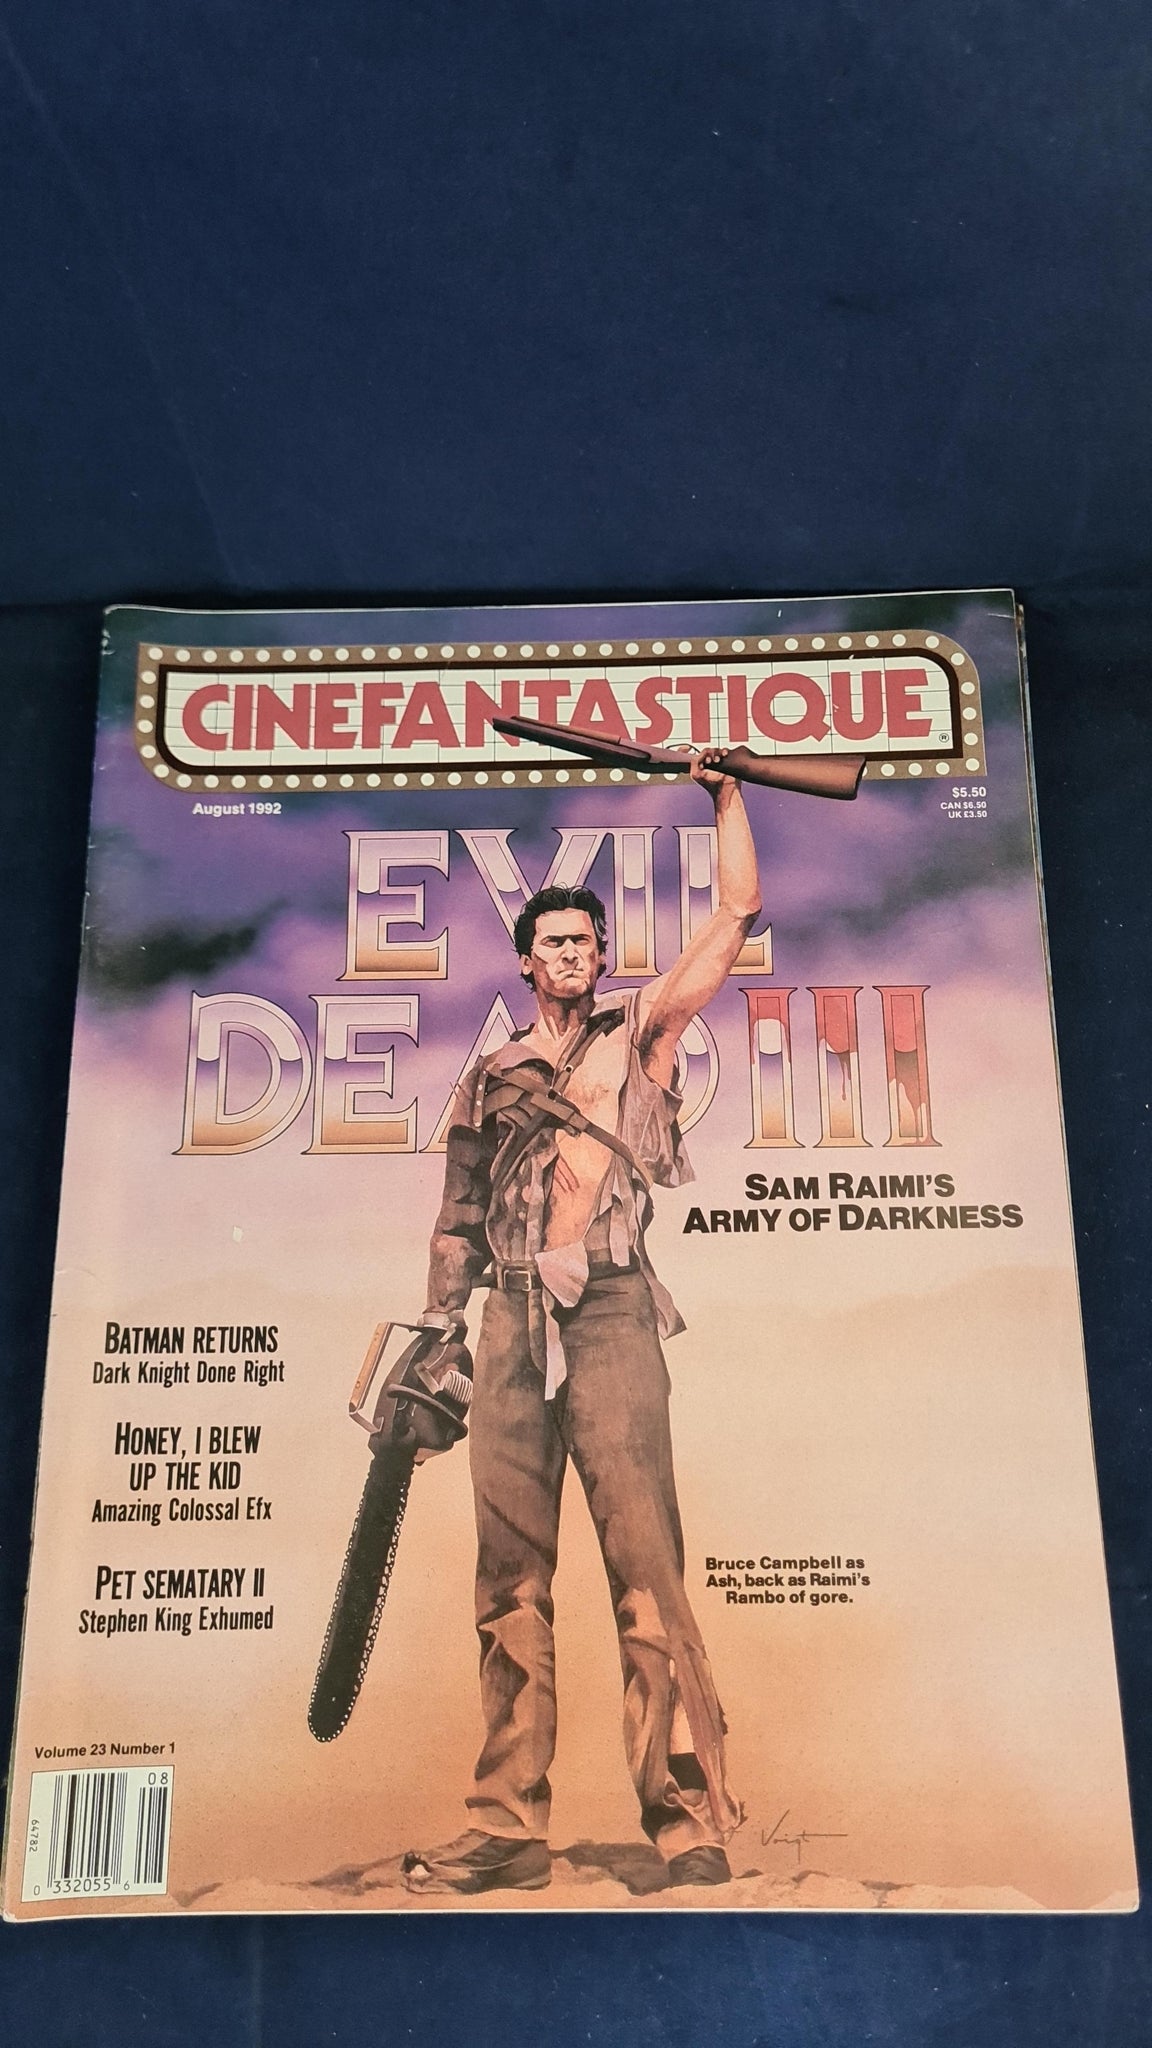 CINEFANTASTIQUE ®
August 1992
$5.50
CAN $6.50
UK £3.50
EVIL
DEAD III
SAM RAIMI'S
ARMY OF DARKNESS
BATMAN RETURNS
Dark Knight Done Right
HONEY, I BLEW
UP THE KID
Amazing Colossal Efx
PET SEMATARY II
Stephen King Exhumed
Bruce Campbell as
Ash, back as Raimi's
Rambo of gore.
Volume 23 Number 1
08
64782
0 332055 6
Voigt